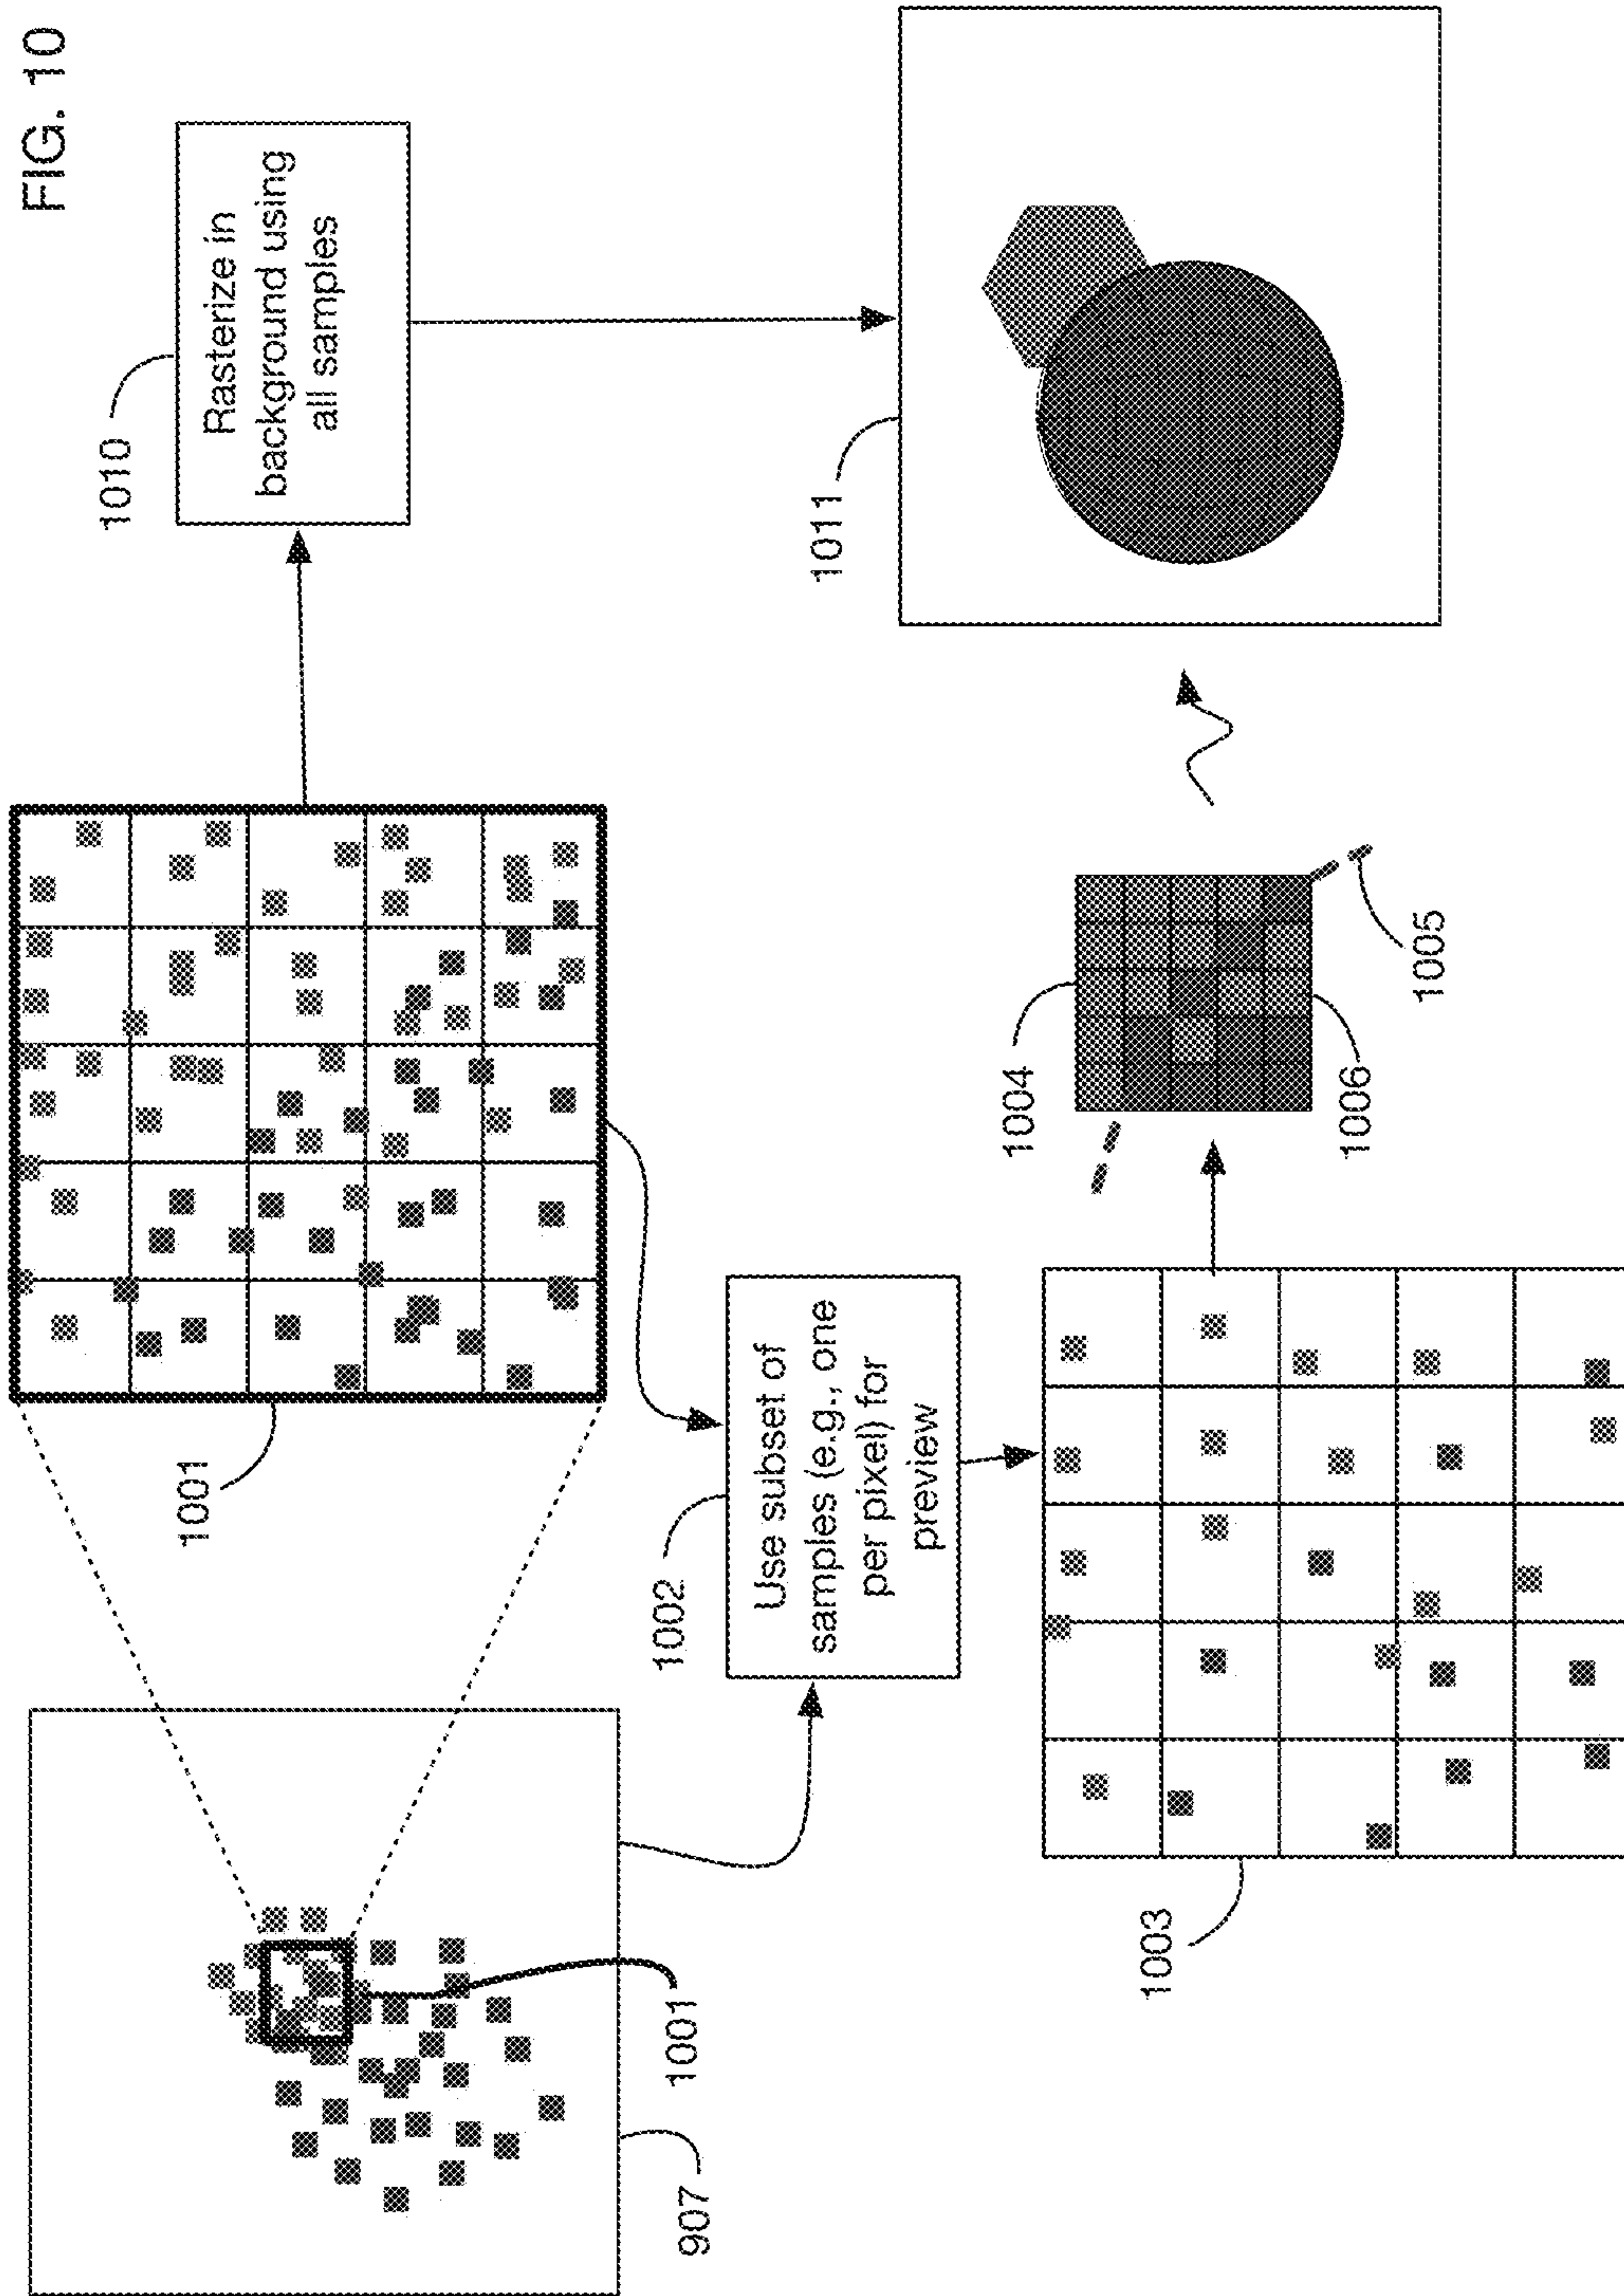 FIG. 10
907
1001
1001
1010
Rasterize in
background using
all samples
1002
Use subset of
samples (e.g., one
per pixel) for
preview
1011
1003
1004
1006
1005